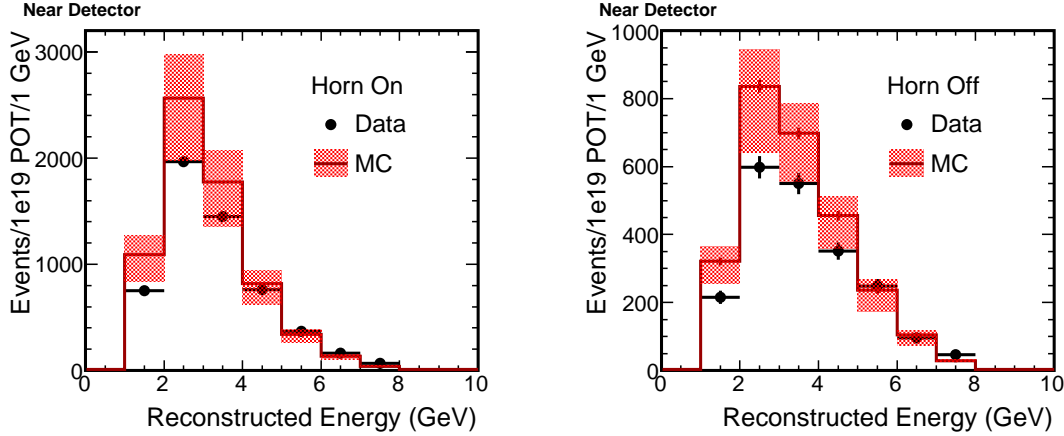 Near Detector
Events/1e19 POT/1 GeV
3000
2000
1000
0
Horn On
Data
MC
0 2 4 6 8 10
Reconstructed Energy (GeV)
Near Detector
Events/1e19 POT/1 GeV
1000
800
600
400
200
0
Horn Off
Data
MC
0 2 4 6 8 10
Reconstructed Energy (GeV)